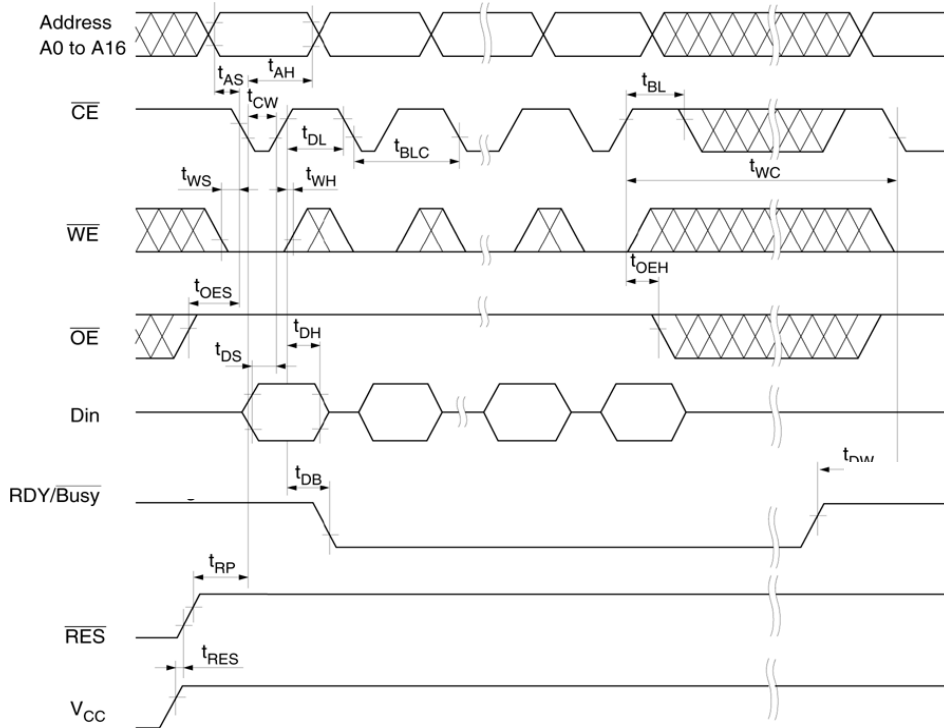 Address
A0 to A16
tAS
tAH
CE
tCW
tBL
tDL
tBLC
tWC
tWS
tWH
WE
tOEH
tOES
OE
tDH
tDS
Din
tDW
tDB
RDY/Busy
tRP
RES
tRES
VCC